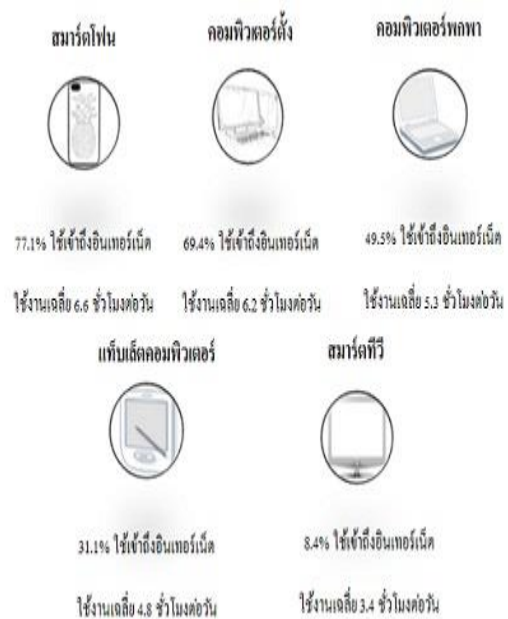 สมาร์ตโฟน คอมพิวเตอร์ตั้ง คอมพิวเตอร์พกพา
77.1% ใช้เข้าถึงอินเทอร์เน็ต 69.4% ใช้เข้าถึงอินเทอร์เน็ต 49.5% ใช้เข้าถึงอินเทอร์เน็ต
ใช้งานเฉลี่ย 6.6 ชั่วโมงต่อวัน ใช้งานเฉลี่ย 6.2 ชั่วโมงต่อวัน ใช้งานเฉลี่ย 5.3 ชั่วโมงต่อวัน
แท็บเล็ตคอมพิวเตอร์ สมาร์ตทีวี
31.1% ใช้เข้าถึงอินเทอร์เน็ต 8.4% ใช้เข้าถึงอินเทอร์เน็ต
ใช้งานเฉลี่ย 4.8 ชั่วโมงต่อวัน ใช้งานเฉลี่ย 3.4 ชั่วโมงต่อวัน